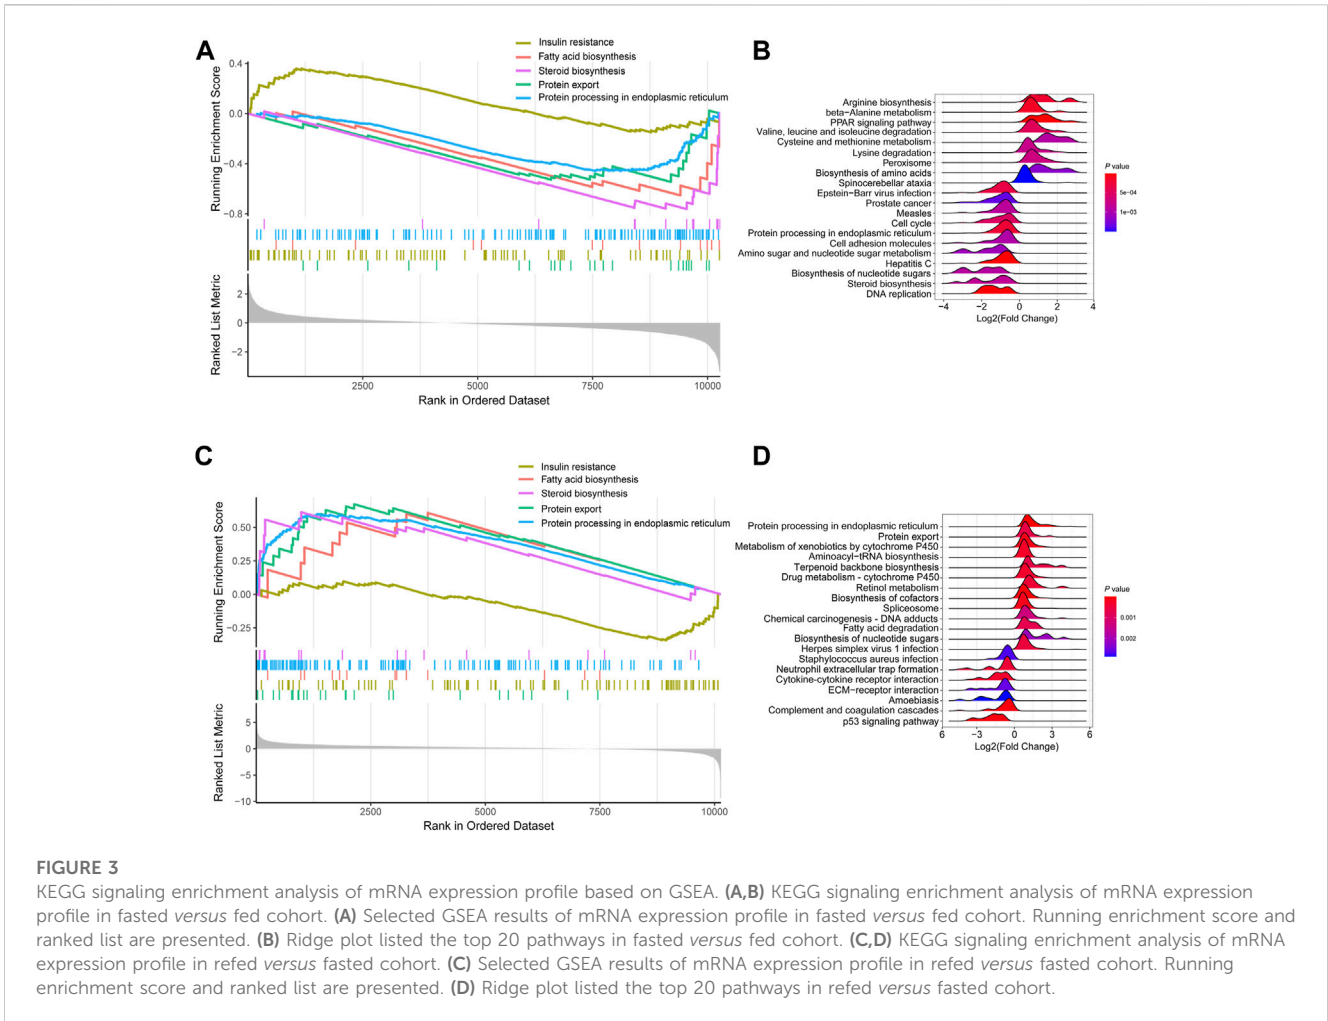 A
Insulin resistance
Fatty acid biosynthesis
Steroid biosynthesis
Protein export
Protein processing in endoplasmic reticulum
Running Enrichment Score
0.4
0.0
−0.4
−0.8
Ranked List Metric
2
0
−2
2500
5000
7500
10000
Rank in Ordered Dataset
B
Arginine biosynthesis
beta−Alanine metabolism
PPAR signaling pathway
Valine, leucine and isoleucine degradation
Cysteine and methionine metabolism
Lysine degradation
Peroxisome
Biosynthesis of amino acids
Spinocerebellar ataxia
Epstein−Barr virus infection
Prostate cancer
Measles
Cell cycle
Protein processing in endoplasmic reticulum
Cell adhesion molecules
Amino sugar and nucleotide sugar metabolism
Hepatitis C
Biosynthesis of nucleotide sugars
Steroid biosynthesis
DNA replication
−4
−2
0
2
4
Log2(Fold Change)
P value
5e−04
1e−03
C
Insulin resistance
Fatty acid biosynthesis
Steroid biosynthesis
Protein export
Protein processing in endoplasmic reticulum
Running Enrichment Score
0.50
0.25
0.00
−0.25
Ranked List Metric
5
0
−5
−10
2500
5000
7500
10000
Rank in Ordered Dataset
D
Protein processing in endoplasmic reticulum
Protein export
Metabolism of xenobiotics by cytochrome P450
Aminoacyl−tRNA biosynthesis
Terpenoid backbone biosynthesis
Drug metabolism - cytochrome P450
Retinol metabolism
Biosynthesis of cofactors
Spliceosome
Chemical carcinogenesis - DNA adducts
Fatty acid degradation
Biosynthesis of nucleotide sugars
Herpes simplex virus 1 infection
Staphylococcus aureus infection
Neutrophil extracellular trap formation
Cytokine-cytokine receptor interaction
ECM−receptor interaction
Amoebiasis
Complement and coagulation cascades
p53 signaling pathway
6
−3
0
3
6
Log2(Fold Change)
P value
0.001
0.002
FIGURE 3
KEGG signaling enrichment analysis of mRNA expression profile based on GSEA. (A,B) KEGG signaling enrichment analysis of mRNA expression
profile in fasted versus fed cohort. (A) Selected GSEA results of mRNA expression profile in fasted versus fed cohort. Running enrichment score and
ranked list are presented. (B) Ridge plot listed the top 20 pathways in fasted versus fed cohort. (C,D) KEGG signaling enrichment analysis of mRNA
expression profile in refed versus fasted cohort. (C) Selected GSEA results of mRNA expression profile in refed versus fasted cohort. Running
enrichment score and ranked list are presented. (D) Ridge plot listed the top 20 pathways in refed versus fasted cohort.